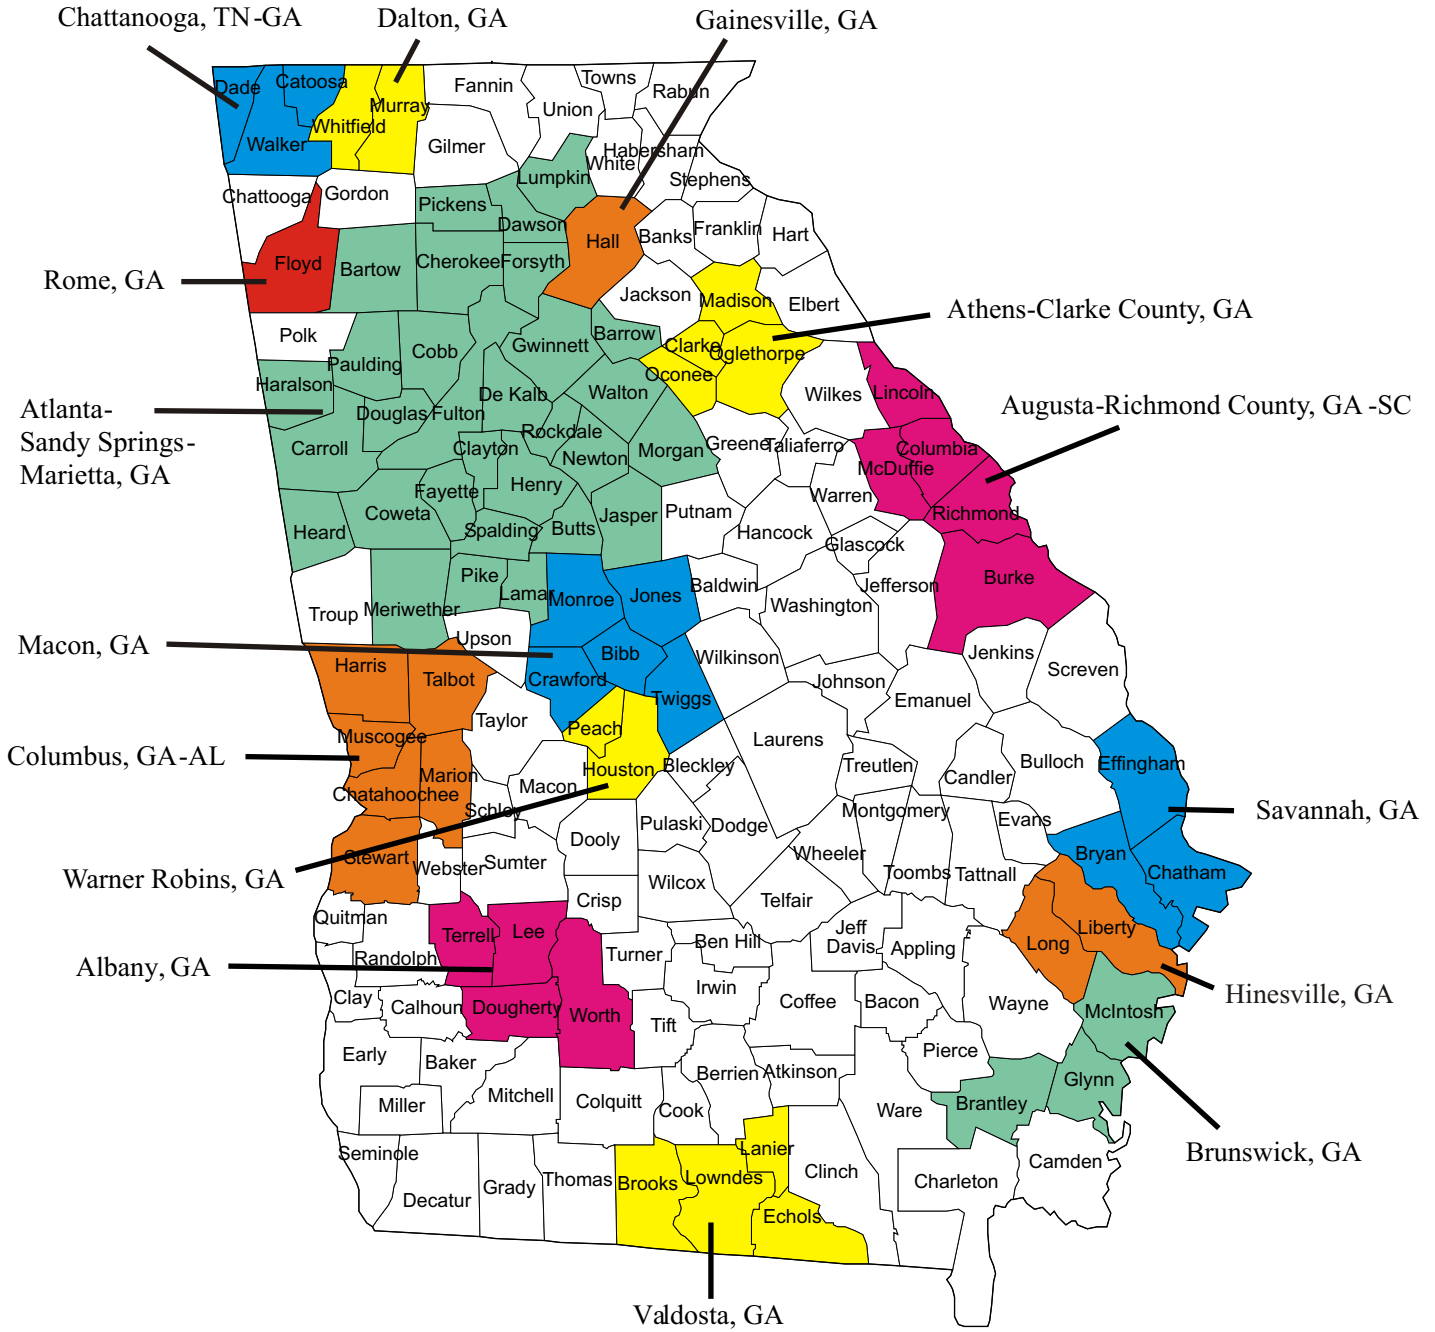 Chattanooga, TN-GA
Dalton, GA
Gainesville, GA
Dade
Catoosa
Whitfield
Murray
Walker
Fannin
Towns
Rabun
Union
Gilmer
Habersham
White
Stephens
Lumpkin
Chattooga
Gordon
Pickens
Dawson
Hall
Banks
Franklin
Hart
Rome, GA
Floyd
Bartow
Cherokee
Forsyth
Jackson
Madison
Elbert
Athens-Clarke County, GA
Polk
Paulding
Cobb
Gwinnett
Barrow
Clarke
Oglethorpe
Oconee
Haralson
De Kalb
Walton
Wilkes
Lincoln
Atlanta-
Sandy Springs-
Marietta, GA
Douglas
Fulton
Rockdale
Augusta-Richmond County, GA -SC
Carroll
Clayton
Newton
Morgan
Greene
Taliaferro
Columbia
McDuffie
Fayette
Henry
Warren
Heard
Coweta
Spalding
Butts
Jasper
Putnam
Hancock
Glascock
Richmond
Pike
Lamar
Monroe
Jones
Baldwin
Washington
Jefferson
Burke
Troup
Meriwether
Upson
Macon, GA
Harris
Talbot
Crawford
Bibb
Twiggs
Wilkinson
Johnson
Emanuel
Jenkins
Screven
Taylor
Peach
Houston
Bleckley
Laurens
Treutlen
Candler
Bulloch
Effingham
Columbus, GA-AL
Muscogee
Marion
Chatahoochee
Schley
Macon
Savannah, GA
Pulaski
Dodge
Montgomery
Evans
Bryan
Chatham
Warner Robins, GA
Stewart
Webster
Sumter
Dooly
Wilcox
Wheeler
Toombs
Tattnall
Quitman
Crisp
Telfair
Jeff
Davis
Appling
Long
Liberty
Albany, GA
Terrell
Lee
Randolph
Turner
Ben Hill
Irwin
Hinesville, GA
Clay
Calhoun
Dougherty
Worth
Tift
Coffee
Bacon
Wayne
McIntosh
Early
Baker
Mitchell
Berrien
Atkinson
Pierce
Glynn
Miller
Colquitt
Cook
Ware
Brantley
Brunswick, GA
Seminole
Decatur
Grady
Thomas
Brooks
Lowndes
Lanier
Echols
Clinch
Charleton
Camden
Valdosta, GA